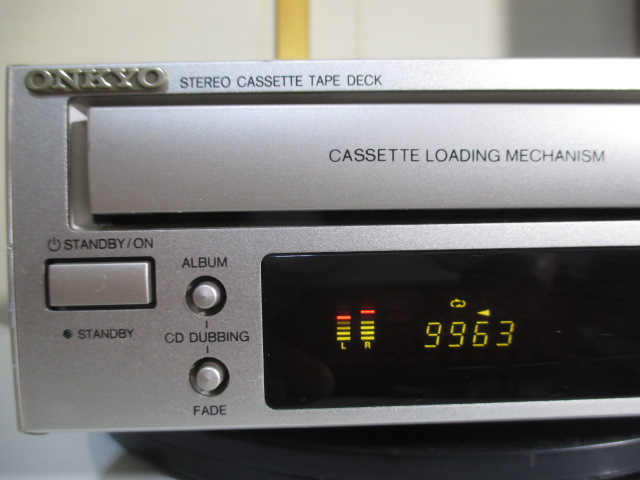 ONKYO STEREO CASSETTE TAPE DECK
CASSETTE LOADING MECHANISM
STANDBY/ON
ALBUM
STANDBY
CD DUBBING
FADE
L R
9963